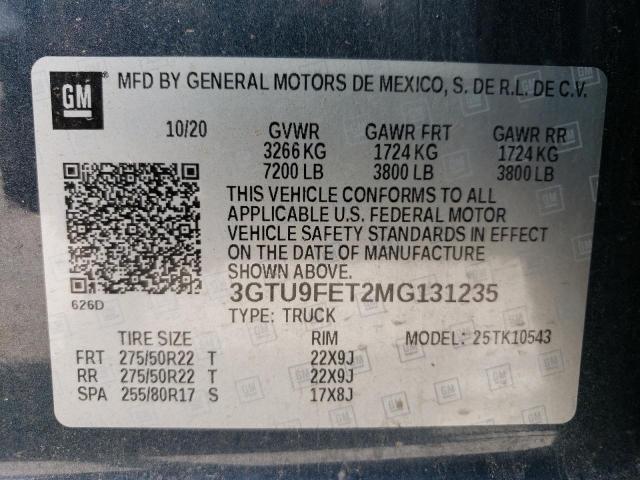 GM ® MFD BY GENERAL MOTORS DE MEXICO, S. DE R.L. DE C.V.
10/20 GVWR GAWR FRT GAWR RR
3266 KG 1724 KG 1724 KG
7200 LB 3800 LB 3800 LB
THIS VEHICLE CONFORMS TO ALL
APPLICABLE U.S. FEDERAL MOTOR
VEHICLE SAFETY STANDARDS IN EFFECT
ON THE DATE OF MANUFACTURE
SHOWN ABOVE.
626D
3GTU9FET2MG131235
TYPE: TRUCK
TIRE SIZE RIM MODEL: 25TK10543
FRT 275/50R22 T 22X9J
RR 275/50R22 T 22X9J
SPA 255/80R17 S 17X8J